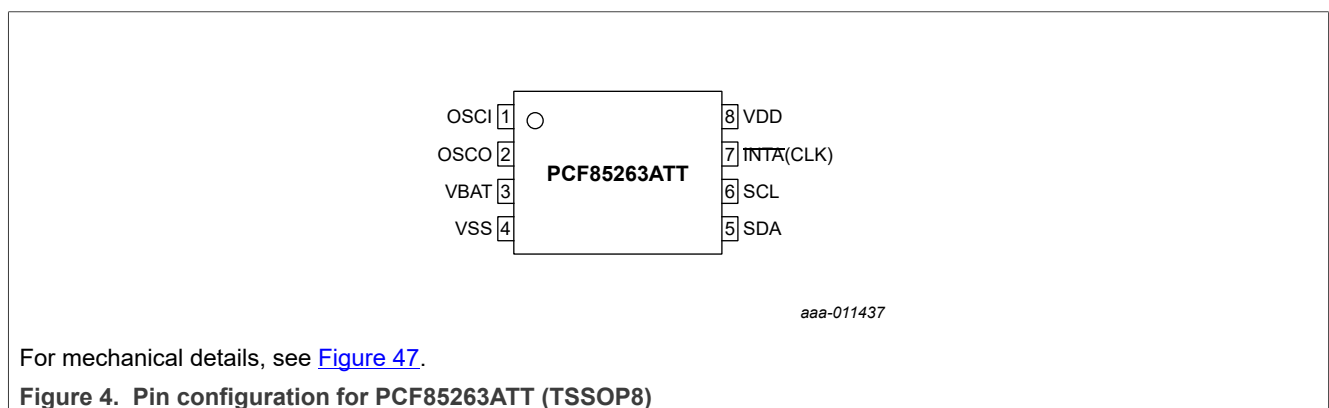 OSCI 1 8 VDD
OSCO 2 7 INTA(CLK)
PCF85263ATT
VBAT 3 6 SCL
VSS 4 5 SDA
aaa-011437
For mechanical details, see Figure 47.
Figure 4. Pin configuration for PCF85263ATT (TSSOP8)